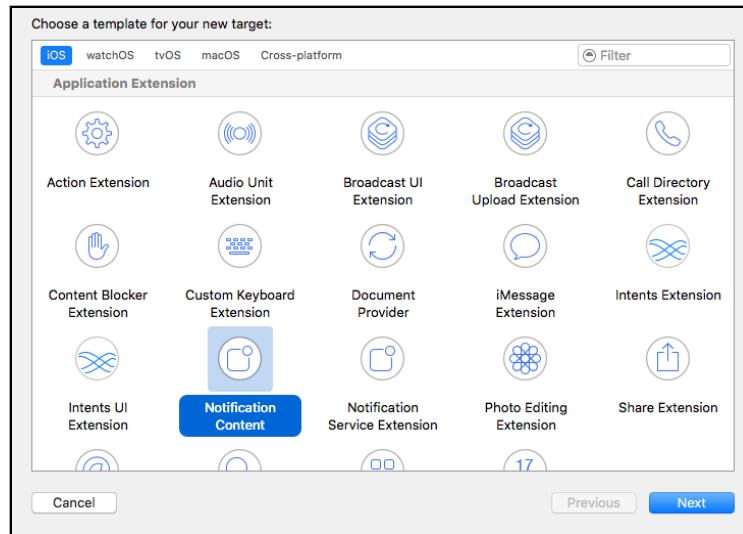 Choose a template for your new target:
iOS watchOS tvOS macOS Cross-platform Filter
Application Extension
Action Extension Audio Unit Broadcast UI Broadcast Call Directory
Extension Extension Upload Extension Extension
Content Blocker Custom Keyboard Document iMessage Intents Extension
Extension Extension Provider Extension
Intents UI Notification Notification Photo Editing Share Extension
Extension Content Service Extension Extension
17
Cancel Previous Next